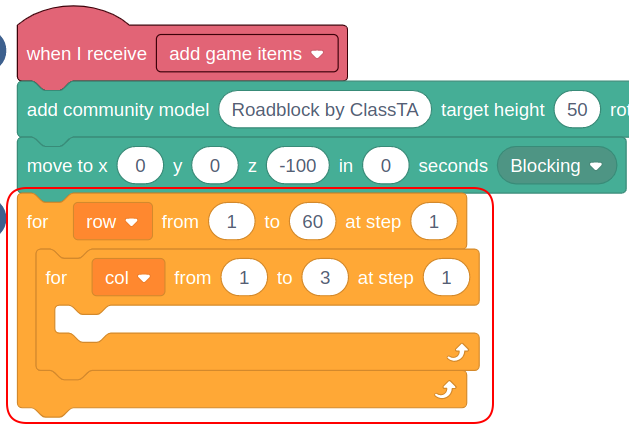 when I receive add game items
add community model Roadblock by ClassTA target height 50
move to x 0 y 0 z -100 in 0 seconds Blocking
for row from 1 to 60 at step 1
for col from 1 to 3 at step 1